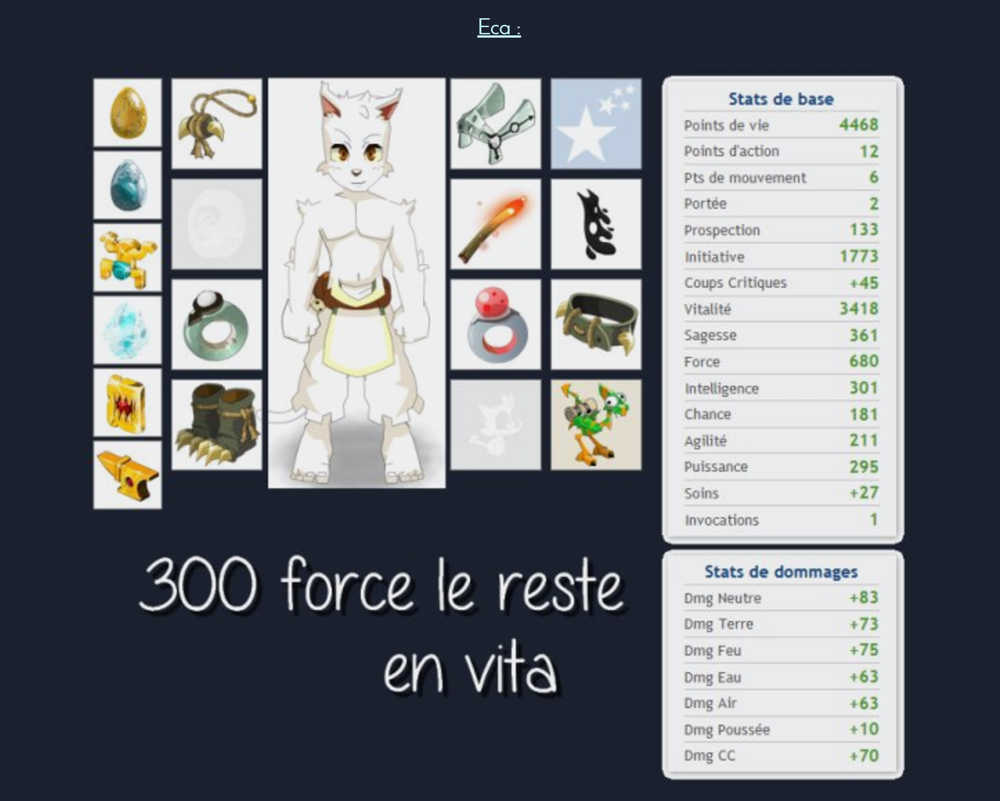 Eca :
Stats de base
Points de vie 4468
Points d'action 12
Pts de mouvement 6
Portée 2
Prospection 133
Initiative 1773
Coups Critiques +45
Vitalité 3418
Sagesse 361
Force 680
Intelligence 301
Chance 181
Agilité 211
Puissance 295
Soins +27
Invocations 1
300 force le reste
en vita
Stats de dommages
Dmg Neutre +83
Dmg Terre +73
Dmg Feu +75
Dmg Eau +63
Dmg Air +63
Dmg Poussée +10
Dmg CC +70